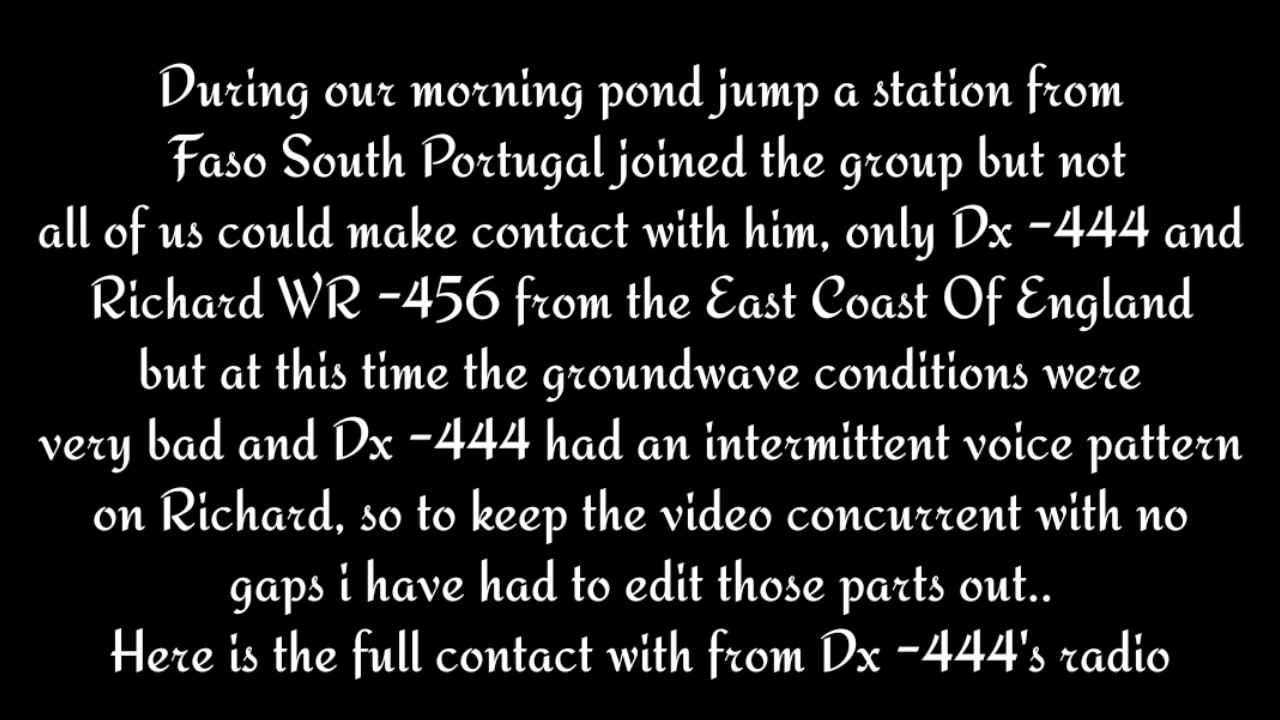 During our morning pond jump a station from
Faso South Portugal joined the group but not
all of us could make contact with him, only Dx -444 and
Richard WR -456 from the East Coast Of England
but at this time the groundwave conditions were
very bad and Dx -444 had an intermittent voice pattern
on Richard, so to keep the video concurrent with no
gaps i have had to edit those parts out..
Here is the full contact with from Dx -444's radio